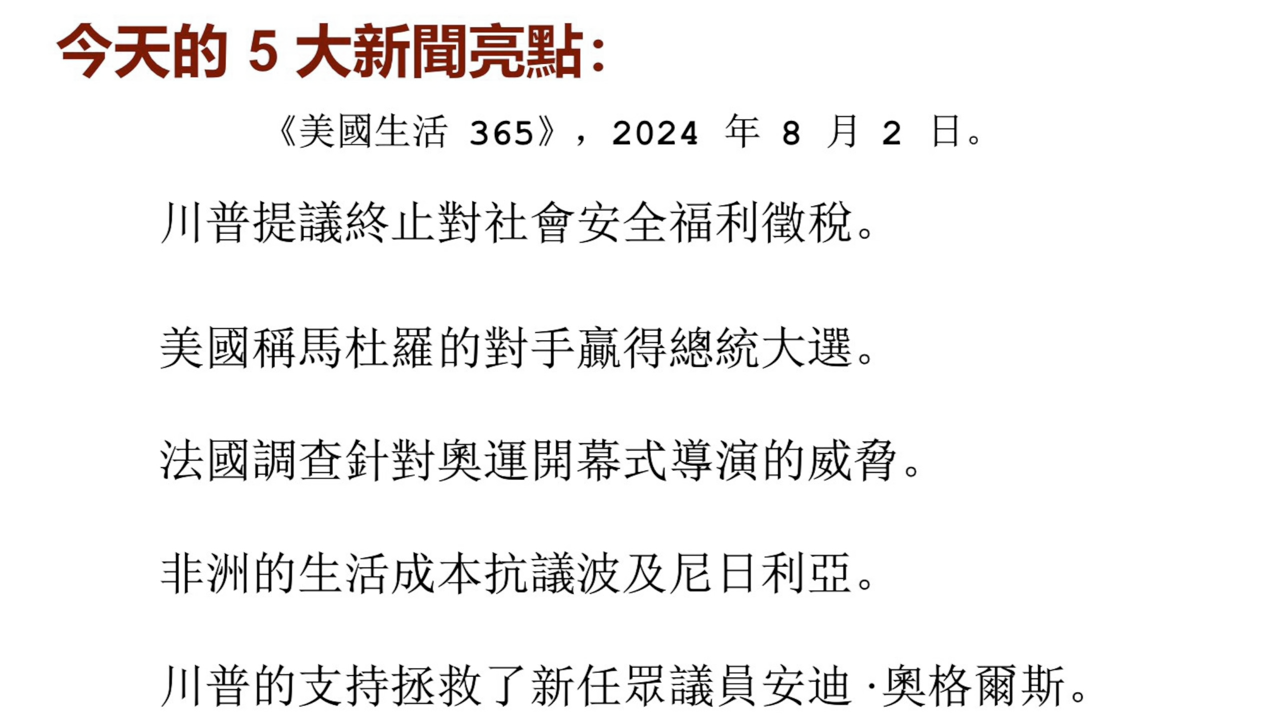 今天的 5 大新聞亮點：
《美國生活 365》，2024 年 8 月 2 日。
川普提議終止對社會安全福利徵稅。
美國稱馬杜羅的對手贏得總統大選。
法國調查針對奧運開幕式導演的威脅。
非洲的生活成本抗議波及尼日利亞。
川普的支持拯救了新任眾議員安迪·奧格爾斯。